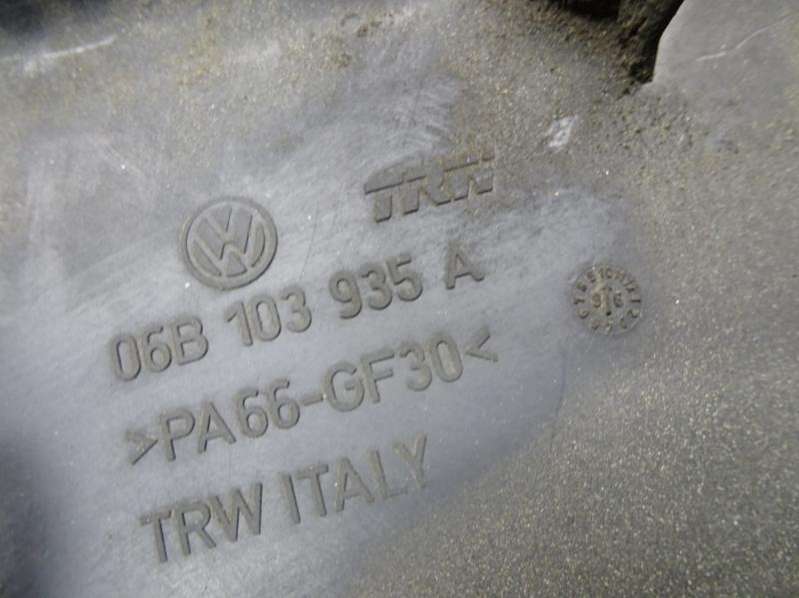 TRW
06B 103 935 A
>PA66-GF30<
TRW ITALY